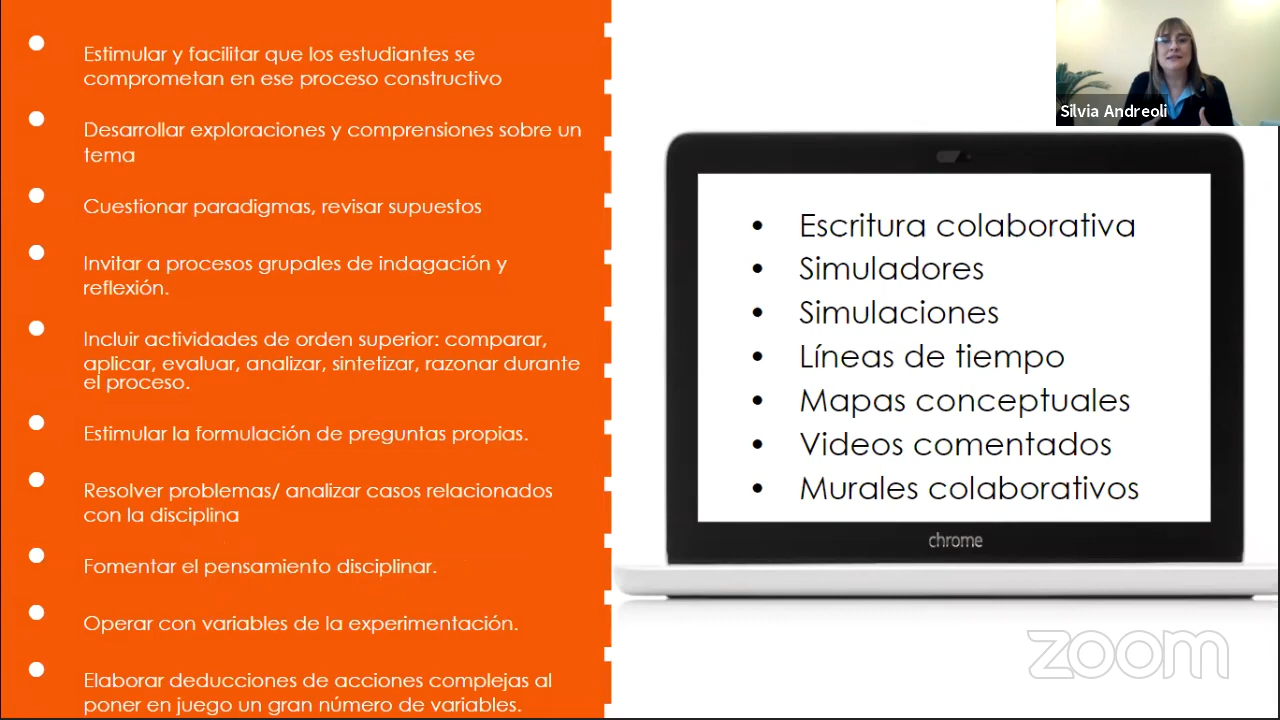 Estimular y facilitar que los estudiantes se
comprometan en ese proceso constructivo
Desarrollar exploraciones y comprensiones sobre un
tema
Cuestionar paradigmas, revisar supuestos
Invitar a procesos grupales de indagación y
reflexión.
Incluir actividades de orden superior: comparar,
aplicar, evaluar, analizar, sintetizar, razonar durante
el proceso.
Estimular la formulación de preguntas propias.
Resolver problemas/ analizar casos relacionados
con la disciplina
Fomentar el pensamiento disciplinar.
Operar con variables de la experimentación.
Elaborar deducciones de acciones complejas al
poner en juego un gran número de variables.
Silvia Andreoli
• Escritura colaborativa
• Simuladores
• Simulaciones
• Líneas de tiempo
• Mapas conceptuales
• Videos comentados
• Murales colaborativos
chrome
zoom